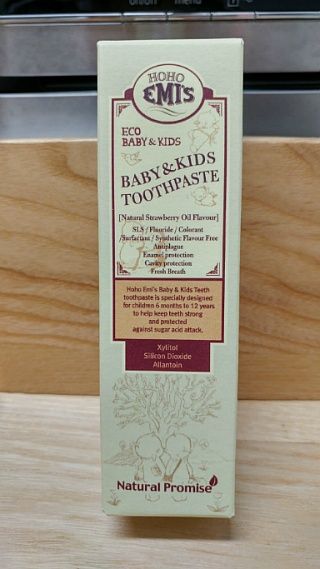 menu
HOHO
EMI'S
ECO
BABY & KIDS
BABY & KIDS
TOOTHPASTE
[Natural Strawberry Oil Flavour]
SLS / Fluoride / Colorant
/Surfactant / Synthetic Flavour Free
Antiplaque
Enamel protection
Cavity protection
Fresh Breath
Hoho Emi's Baby & Kids Teeth
toothpaste is specially designed
for children 6 months to 12 years
to help keep teeth strong
and protected
against sugar acid attack.
Xylitol
Silicon Dioxide
Allantoin
Natural Promise